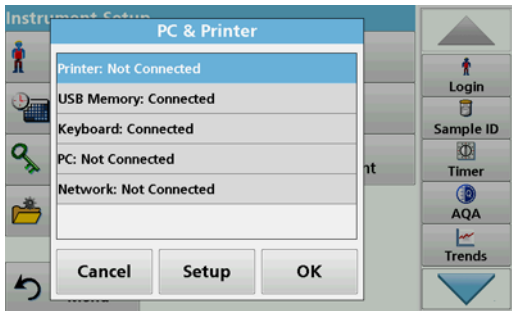 Instrument Setup
PC & Printer
Printer: Not Connected
USB Memory: Connected
Keyboard: Connected
PC: Not Connected
Network: Not Connected
Cancel
Setup
OK
Login
Sample ID
Timer
AQA
Trends